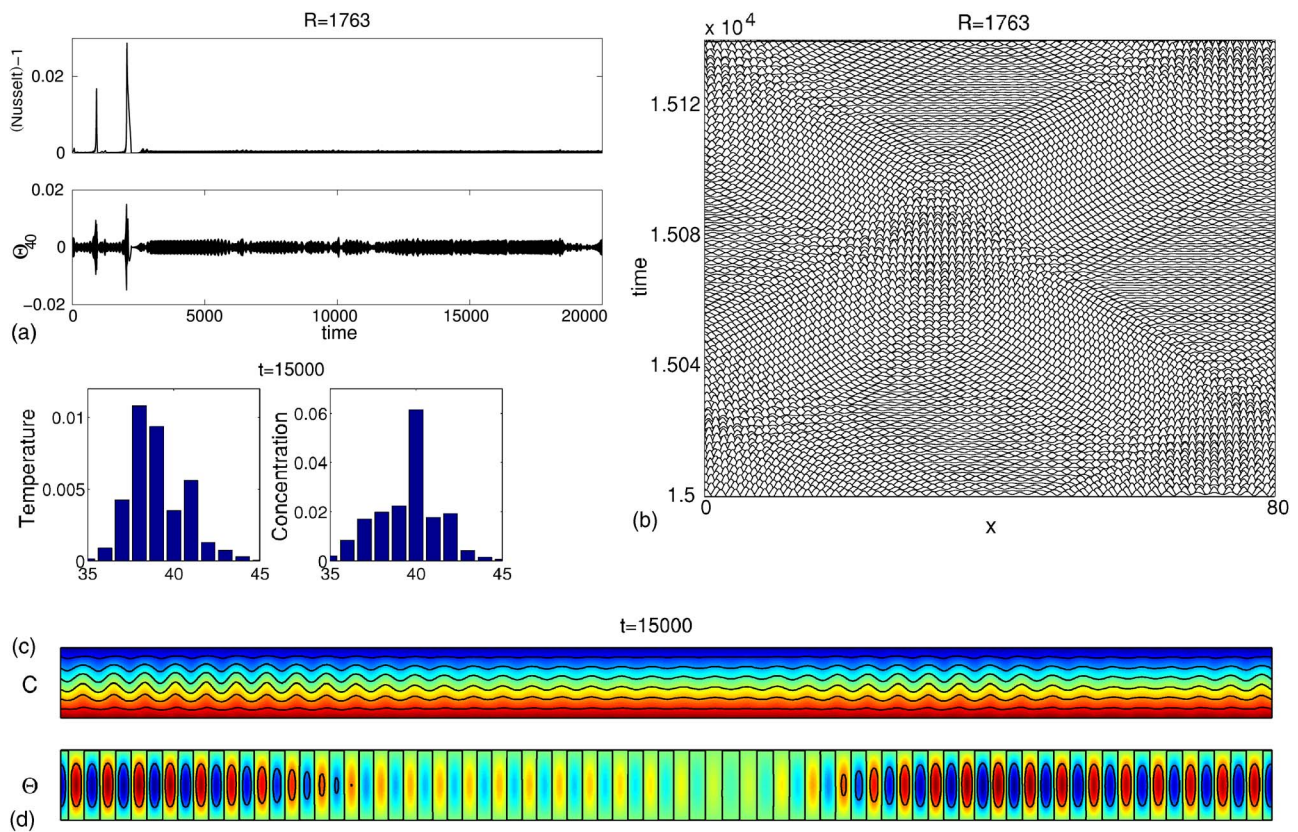 R=1763
(Nusselt)−1
0.02
0
0.02
0
−0.02
Θ40
0
5000
10000
15000
20000
time
(a)
t=15000
Temperature
0.01
0.005
0
35
40
45
Concentration
0.06
0.04
0.02
0
35
40
45
R=1763
x 10^4
1.512
1.508
1.504
1.5
time
0
80
x
(b)
t=15000
(c)
C
Θ
(d)